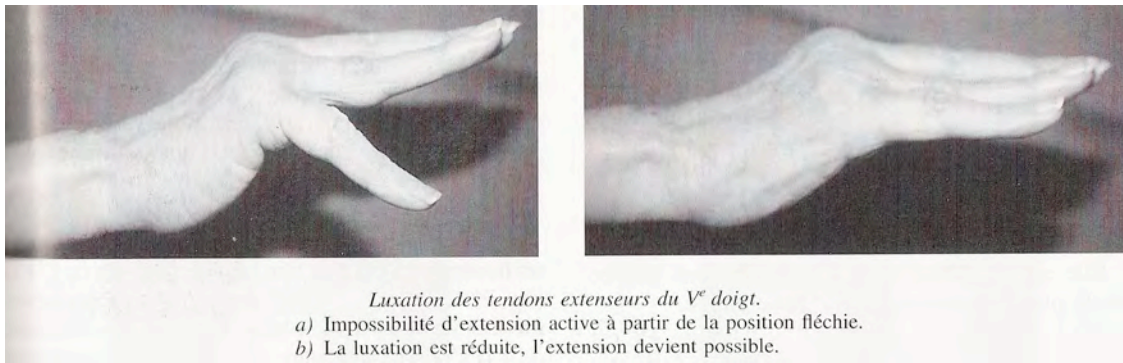 Luxation des tendons extenseurs du Ve doigt.
a) Impossibilité d'extension active à partir de la position fléchie.
b) La luxation est réduite, l'extension devient possible.